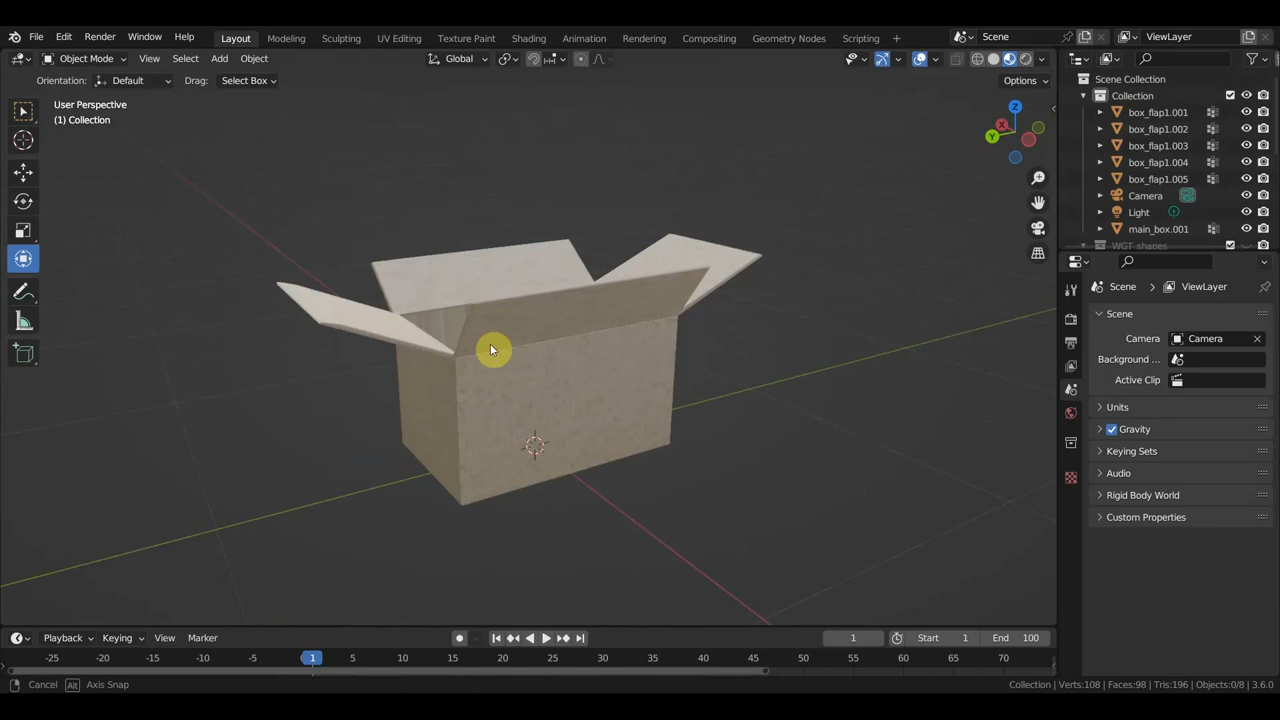 File Edit Render Window Help Layout Modeling Sculpting UV Editing Texture Paint Shading Animation Rendering Compositing Geometry Nodes Scripting + Scene ViewLayer
Object Mode View Select Add Object Global
Orientation: Default Drag: Select Box Options
User Perspective
(1) Collection
Z
X
Y
Scene Collection
Collection
box_flap1.001
box_flap1.002
box_flap1.003
box_flap1.004
box_flap1.005
Camera
Light
main_box.001
WGT_shapes
Scene ViewLayer
Scene
Camera Camera
Background ...
Active Clip
Units
Gravity
Keying Sets
Audio
Rigid Body World
Custom Properties
Playback Keying View Marker 1 Start 1 End 100
-25 -20 -15 -10 -5 1 5 10 15 20 25 30 35 40 45 50 55 60 65 70
Cancel Alt Axis Snap Collection | Verts:108 | Faces:98 | Tris:196 | Objects:0/8 | 3.6.0